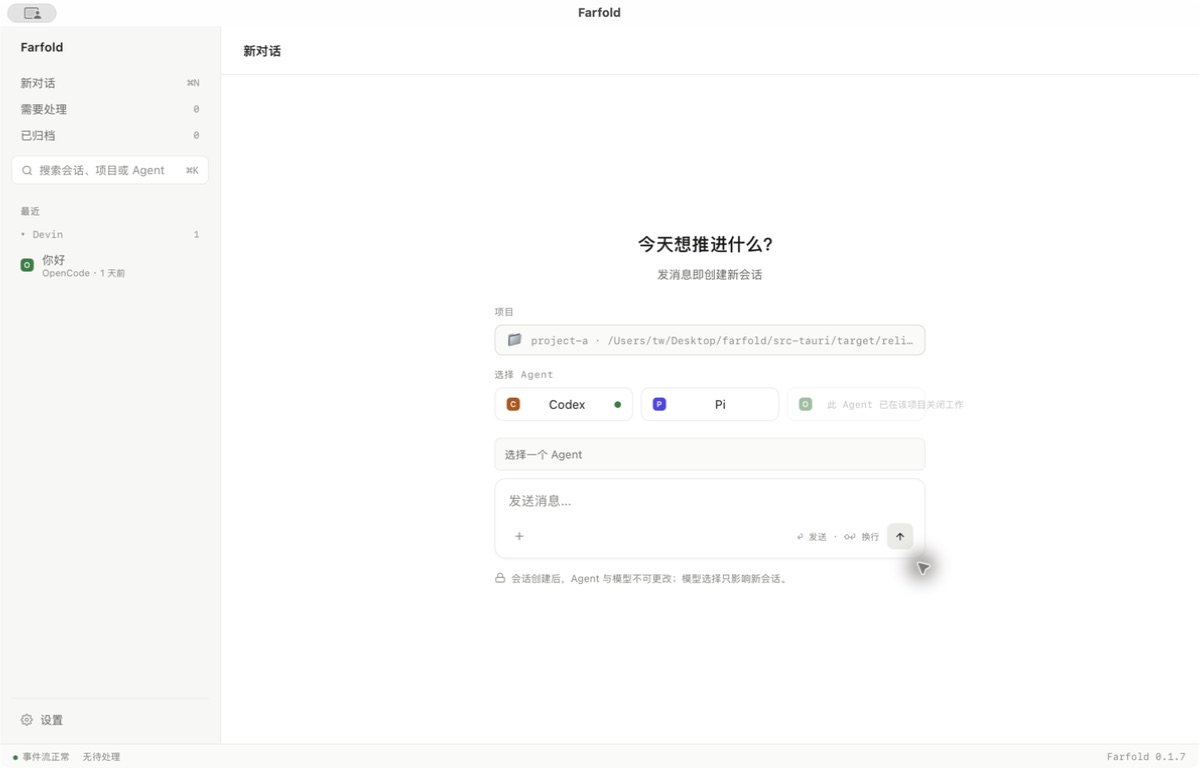 Farfold
Farfold
新对话 ⌘N
需要处理 0
已归档 0
搜索会话、项目或 Agent ⌘K
最近
• Devin 1
O 你好
OpenCode · 1 天前
设置
新对话
今天想推进什么?
发消息即创建新会话
项目
project-a · /Users/tw/Desktop/farfold/src-tauri/target/reli…
选择 Agent
C Codex
P Pi
O 此 Agent 已在该项目关闭工作
选择一个 Agent
发送消息...
+ 发送 · 换行
会话创建后，Agent 与模型不可更改；模型选择只影响新会话。
事件流正常 无待处理 Farfold 0.1.7